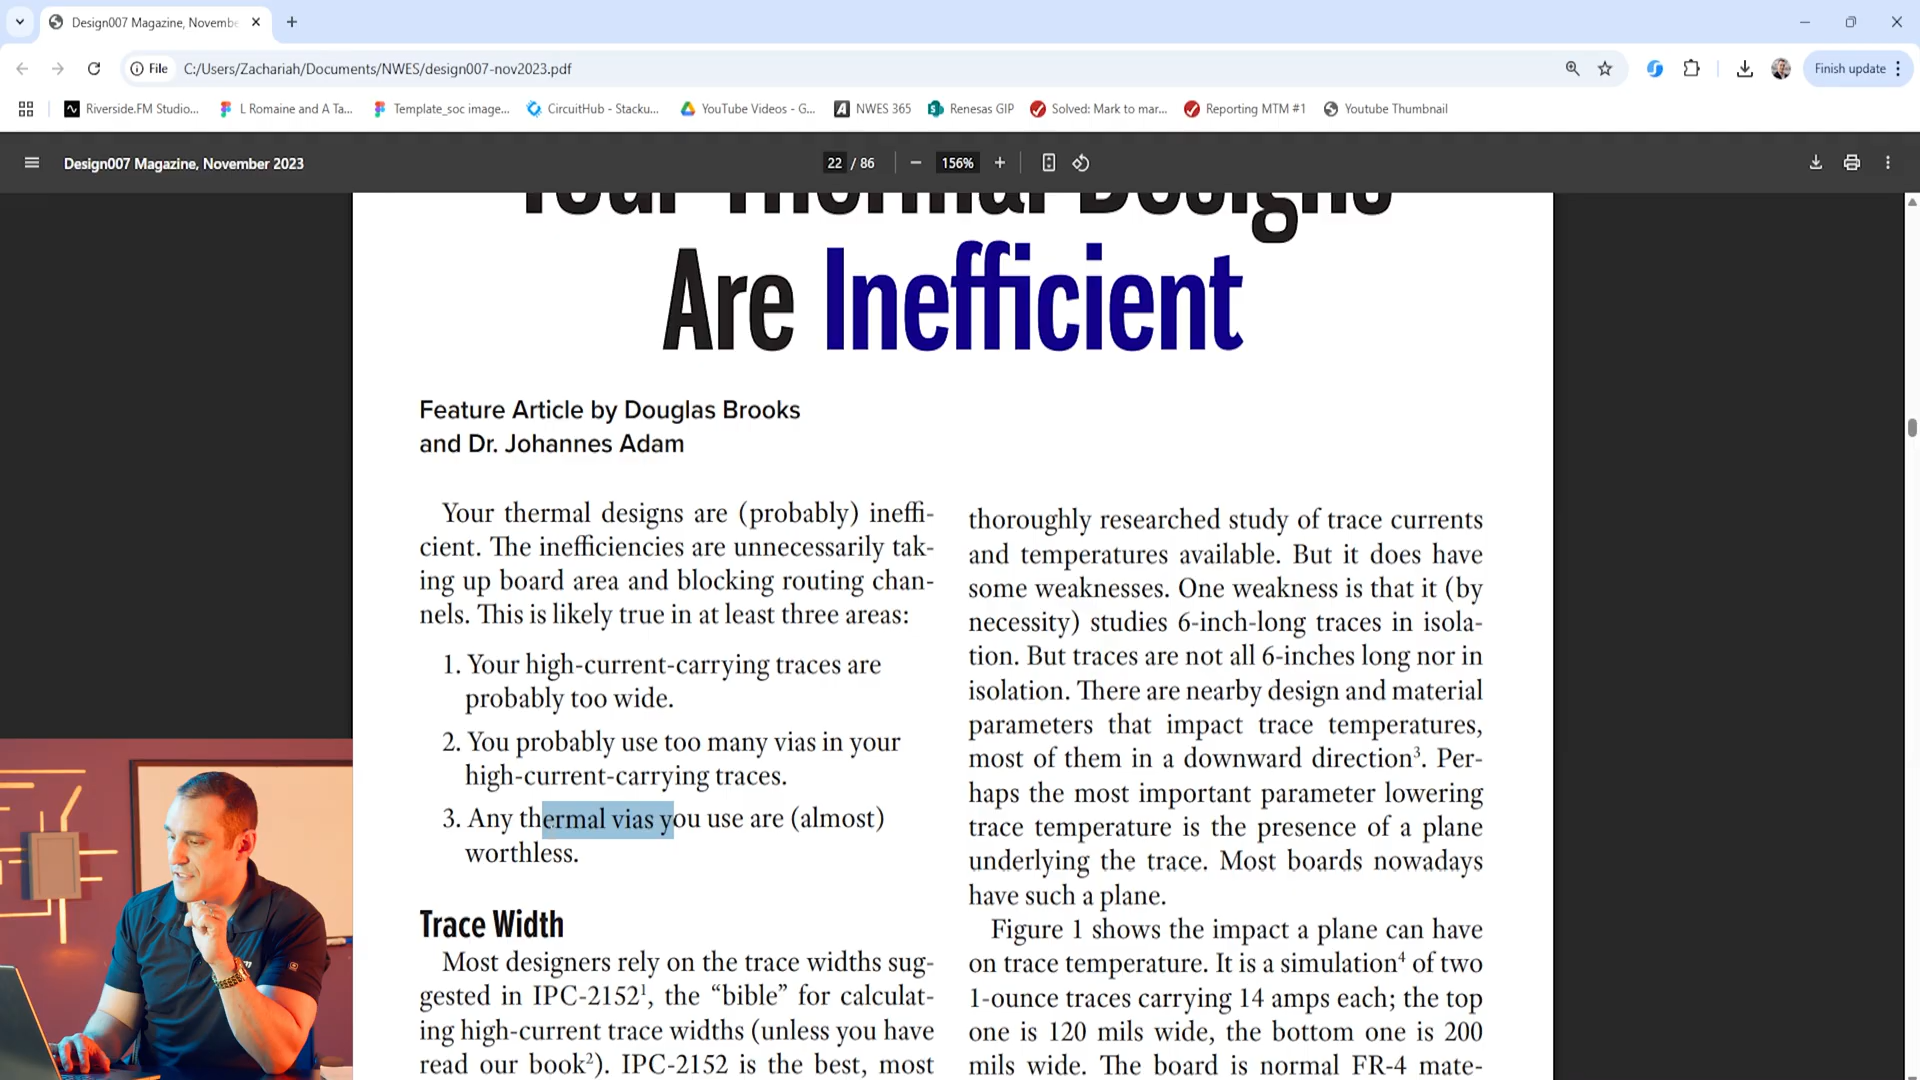 Design007 Magazine, Novembe
File C:/Users/Zachariah/Documents/NWES/design007-nov2023.pdf
Finish update
Riverside.FM Studio...
L Romaine and A Ta...
Template_soc image...
CircuitHub - Stacku...
YouTube Videos - G...
NWES 365
Renesas GIP
Solved: Mark to mar...
Reporting MTM #1
Youtube Thumbnail
Design007 Magazine, November 2023
22 / 86
156%
Your Thermal Designs
Are Inefficient
Feature Article by Douglas Brooks
and Dr. Johannes Adam
Your thermal designs are (probably) ineffi-
cient. The inefficiencies are unnecessarily tak-
ing up board area and blocking routing chan-
nels. This is likely true in at least three areas:
1. Your high-current-carrying traces are
probably too wide.
2. You probably use too many vias in your
high-current-carrying traces.
3. Any thermal vias you use are (almost)
worthless.
Trace Width
Most designers rely on the trace widths sug-
gested in IPC-2152¹, the “bible” for calculat-
ing high-current trace widths (unless you have
read our book²). IPC-2152 is the best, most
thoroughly researched study of trace currents
and temperatures available. But it does have
some weaknesses. One weakness is that it (by
necessity) studies 6-inch-long traces in isola-
tion. But traces are not all 6-inches long nor in
isolation. There are nearby design and material
parameters that impact trace temperatures,
most of them in a downward direction³. Per-
haps the most important parameter lowering
trace temperature is the presence of a plane
underlying the trace. Most boards nowadays
have such a plane.
Figure 1 shows the impact a plane can have
on trace temperature. It is a simulation⁴ of two
1-ounce traces carrying 14 amps each; the top
one is 120 mils wide, the bottom one is 200
mils wide. The board is normal FR-4 mate-